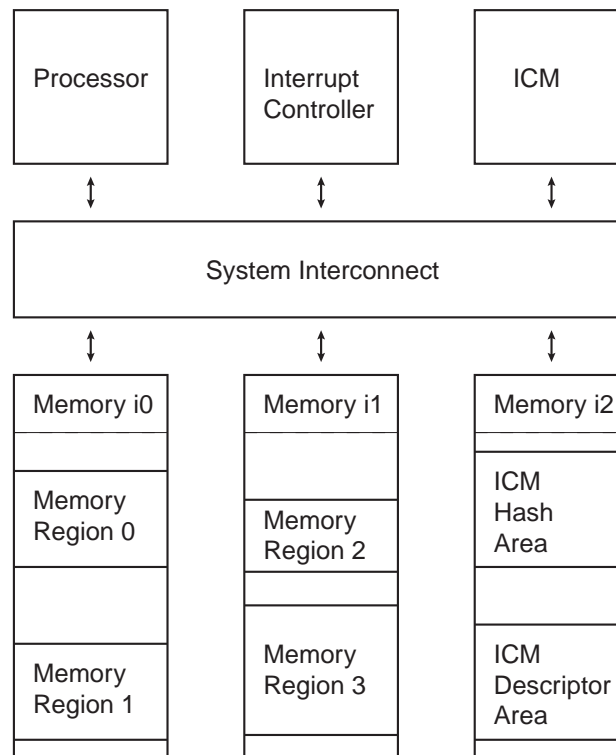 Processor
Interrupt
Controller
ICM
System Interconnect
Memory i0
Memory i1
Memory i2
Memory
Region 0
Memory
Region 2
ICM
Hash
Area
Memory
Region 1
Memory
Region 3
ICM
Descriptor
Area